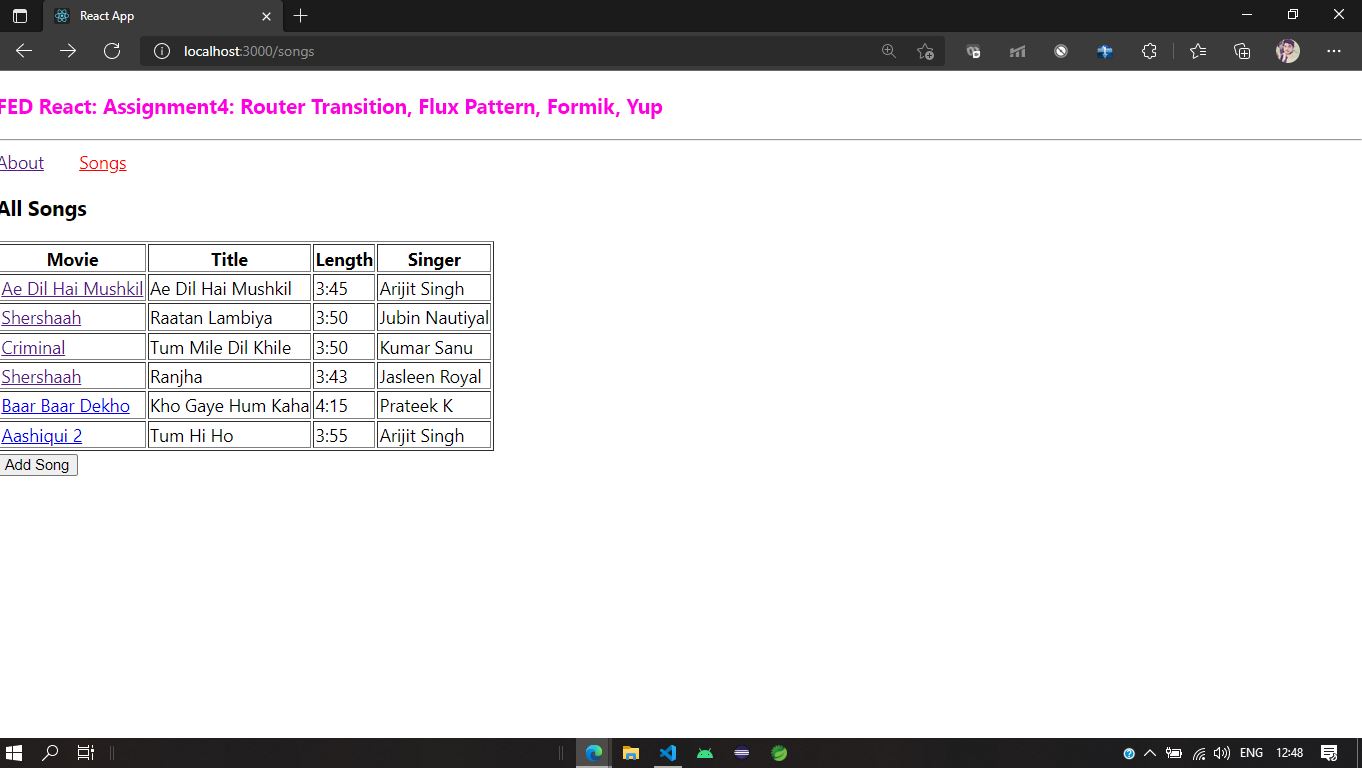 React App
localhost:3000/songs
FED React: Assignment4: Router Transition, Flux Pattern, Formik, Yup
About Songs
All Songs
Movie Title Length Singer
Ae Dil Hai Mushkil Ae Dil Hai Mushkil 3:45 Arijit Singh
Shershaah Raatan Lambiya 3:50 Jubin Nautiyal
Criminal Tum Mile Dil Khile 3:50 Kumar Sanu
Shershaah Ranjha 3:43 Jasleen Royal
Baar Baar Dekho Kho Gaye Hum Kaha 4:15 Prateek K
Aashiqui 2 Tum Hi Ho 3:55 Arijit Singh
Add Song
ENG 12:48